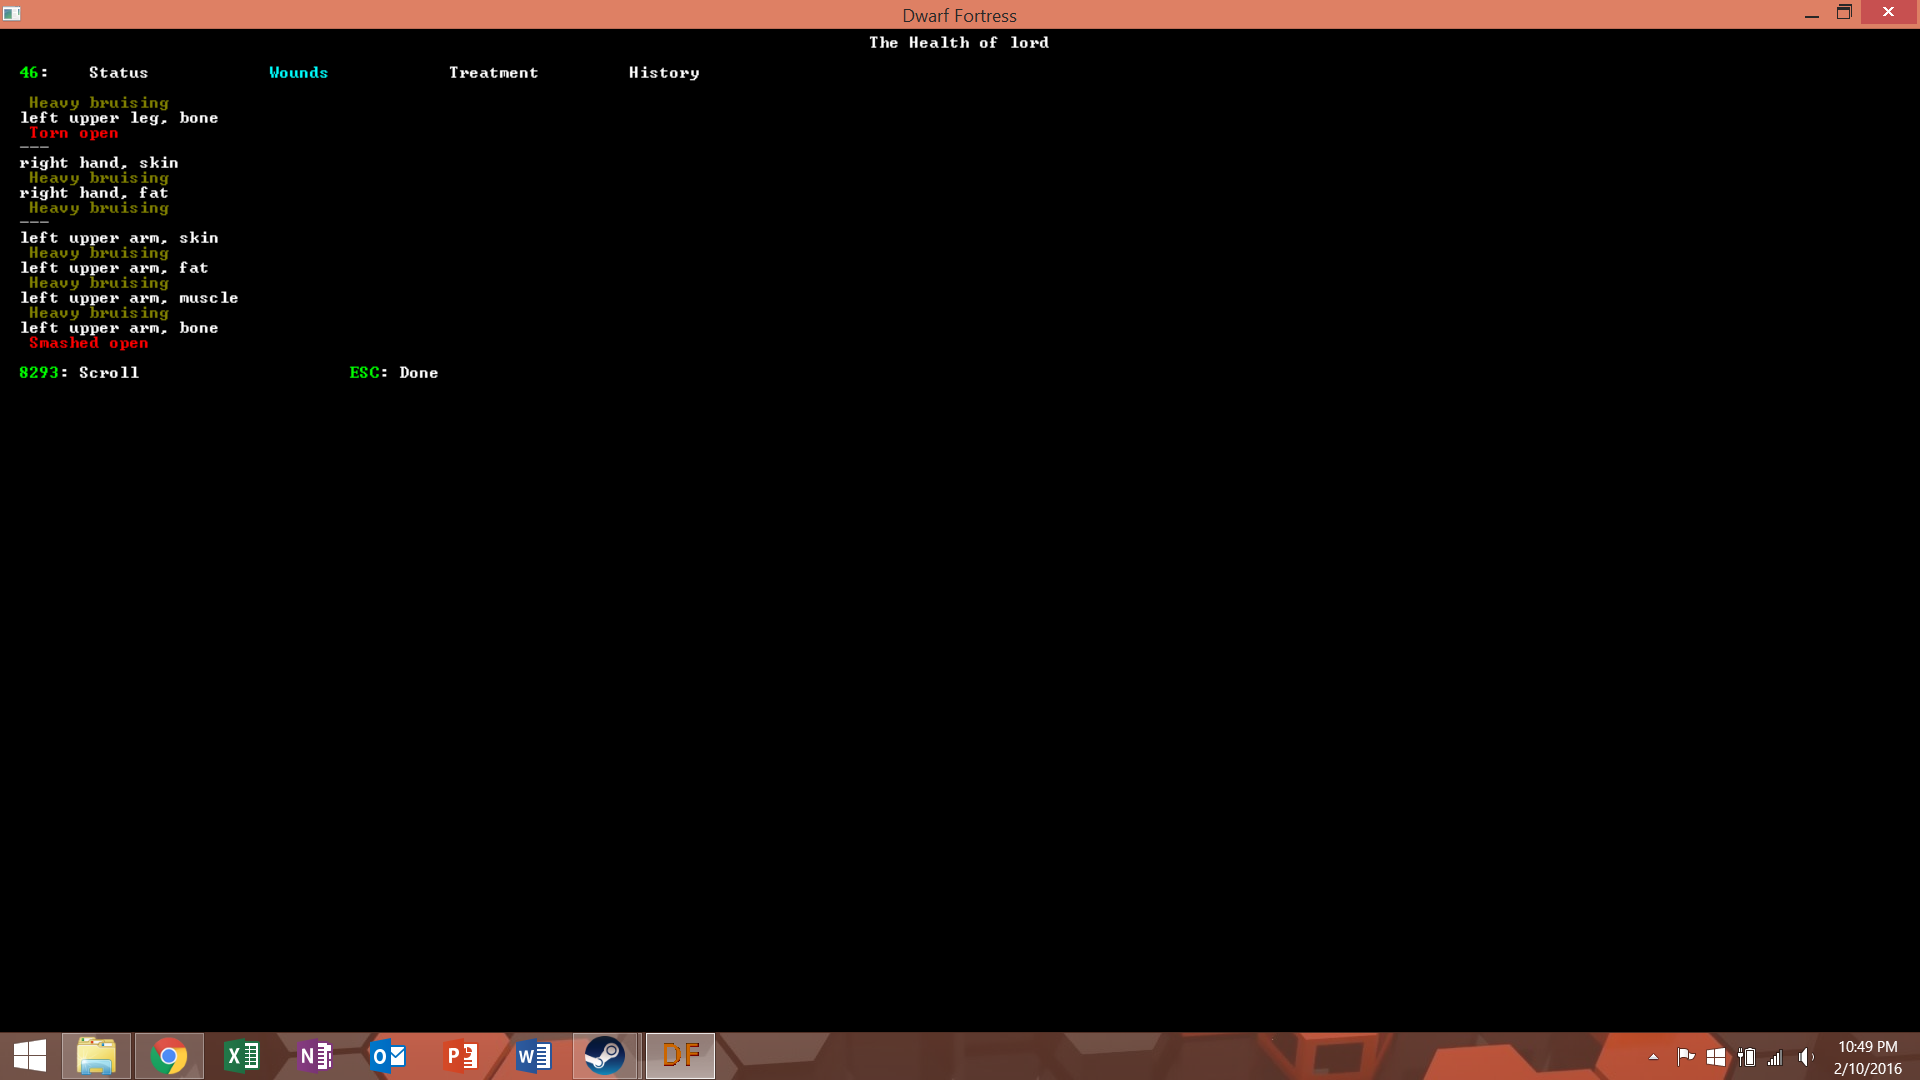 Dwarf Fortress
The Health of lord
46: Status Wounds Treatment History
Heavy bruising
left upper leg, bone
Torn open
---
right hand, skin
Heavy bruising
right hand, fat
Heavy bruising
---
left upper arm, skin
Heavy bruising
left upper arm, fat
Heavy bruising
left upper arm, muscle
Heavy bruising
left upper arm, bone
Smashed open
8293: Scroll ESC: Done
DF
10:49 PM
2/10/2016